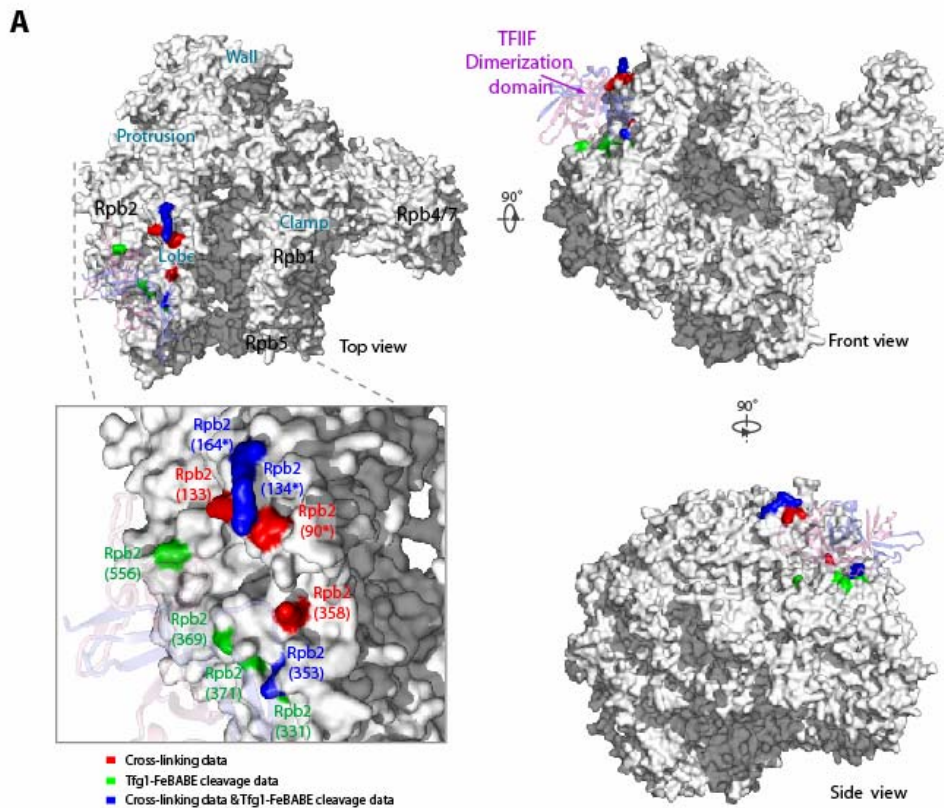 A
Wall
Protrusion
Rpb2
Lobe
Clamp
Rpb1
Rpb4/7
Rpb5
Top view
TFIIF
Dimerization
domain
90°
Front view
90°
Rpb2
(164*)
Rpb2
(134*)
Rpb2
(133)
Rpb2
(90*)
Rpb2
(556)
Rpb2
(358)
Rpb2
(369)
Rpb2
(353)
Rpb2
(371)
Rpb2
(331)
Cross-linking data
Tfg1-FeBABE cleavage data
Cross-linking data &Tfg1-FeBABE cleavage data
Side view